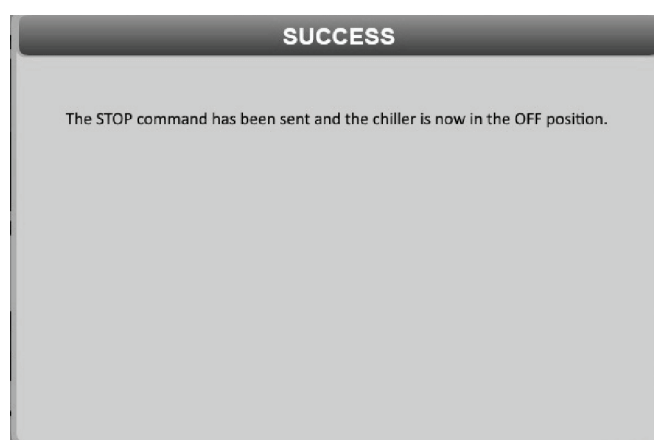 SUCCESS
The STOP command has been sent and the chiller is now in the OFF position.